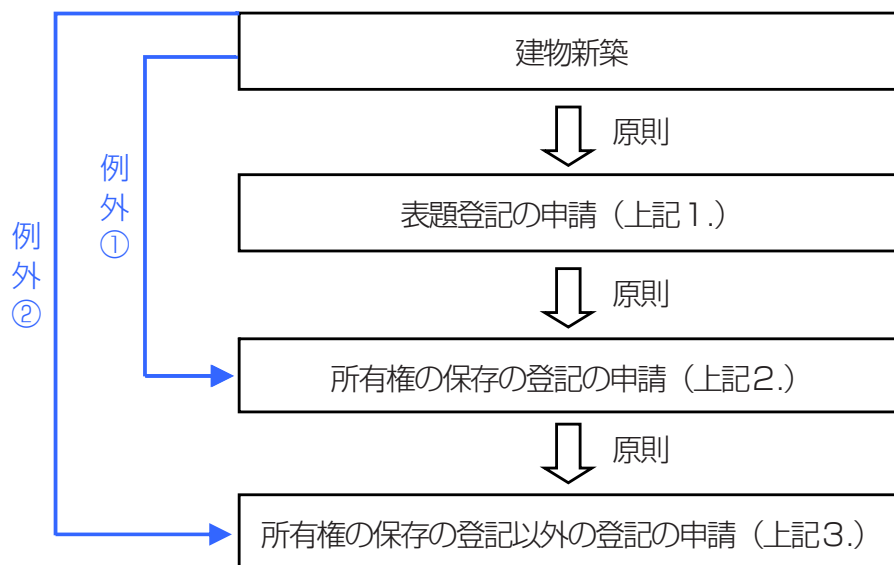 建物新築
原則
表題登記の申請（上記１.）
原則
所有権の保存の登記の申請（上記２.）
原則
所有権の保存の登記以外の登記の申請（上記３.）
例外①
例外②